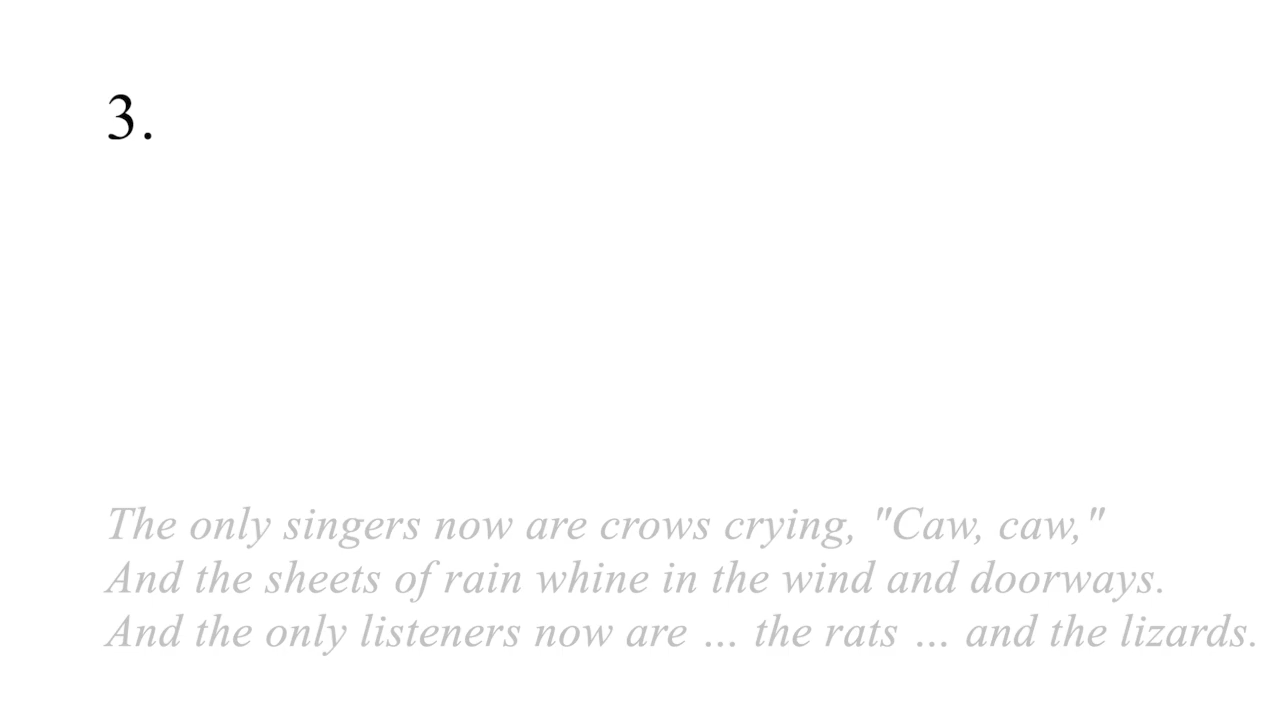 3.
The only singers now are crows crying, "Caw, caw,"
And the sheets of rain whine in the wind and doorways.
And the only listeners now are ... the rats ... and the lizards.